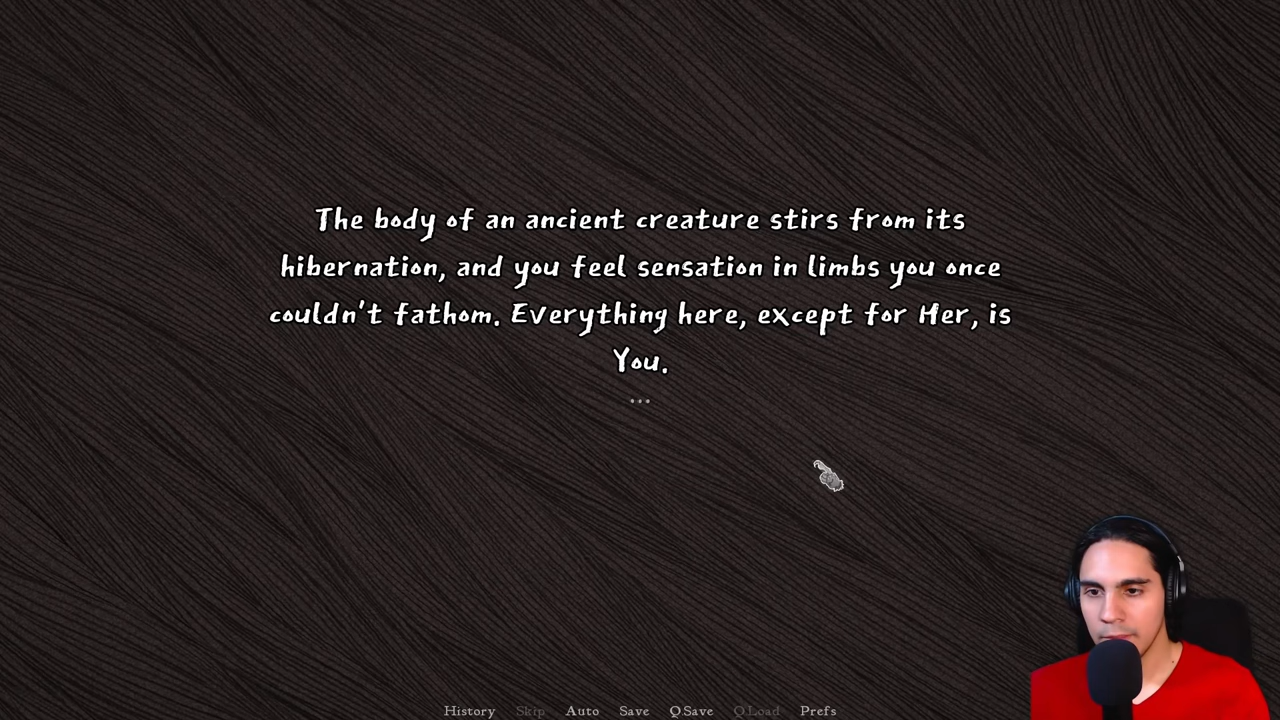 The body of an ancient creature stirs from its
hibernation, and you feel sensation in limbs you once
couldn't fathom. Everything here, except for Her, is
You.
...
History Skip Auto Save Q.Save Q.Load Prefs